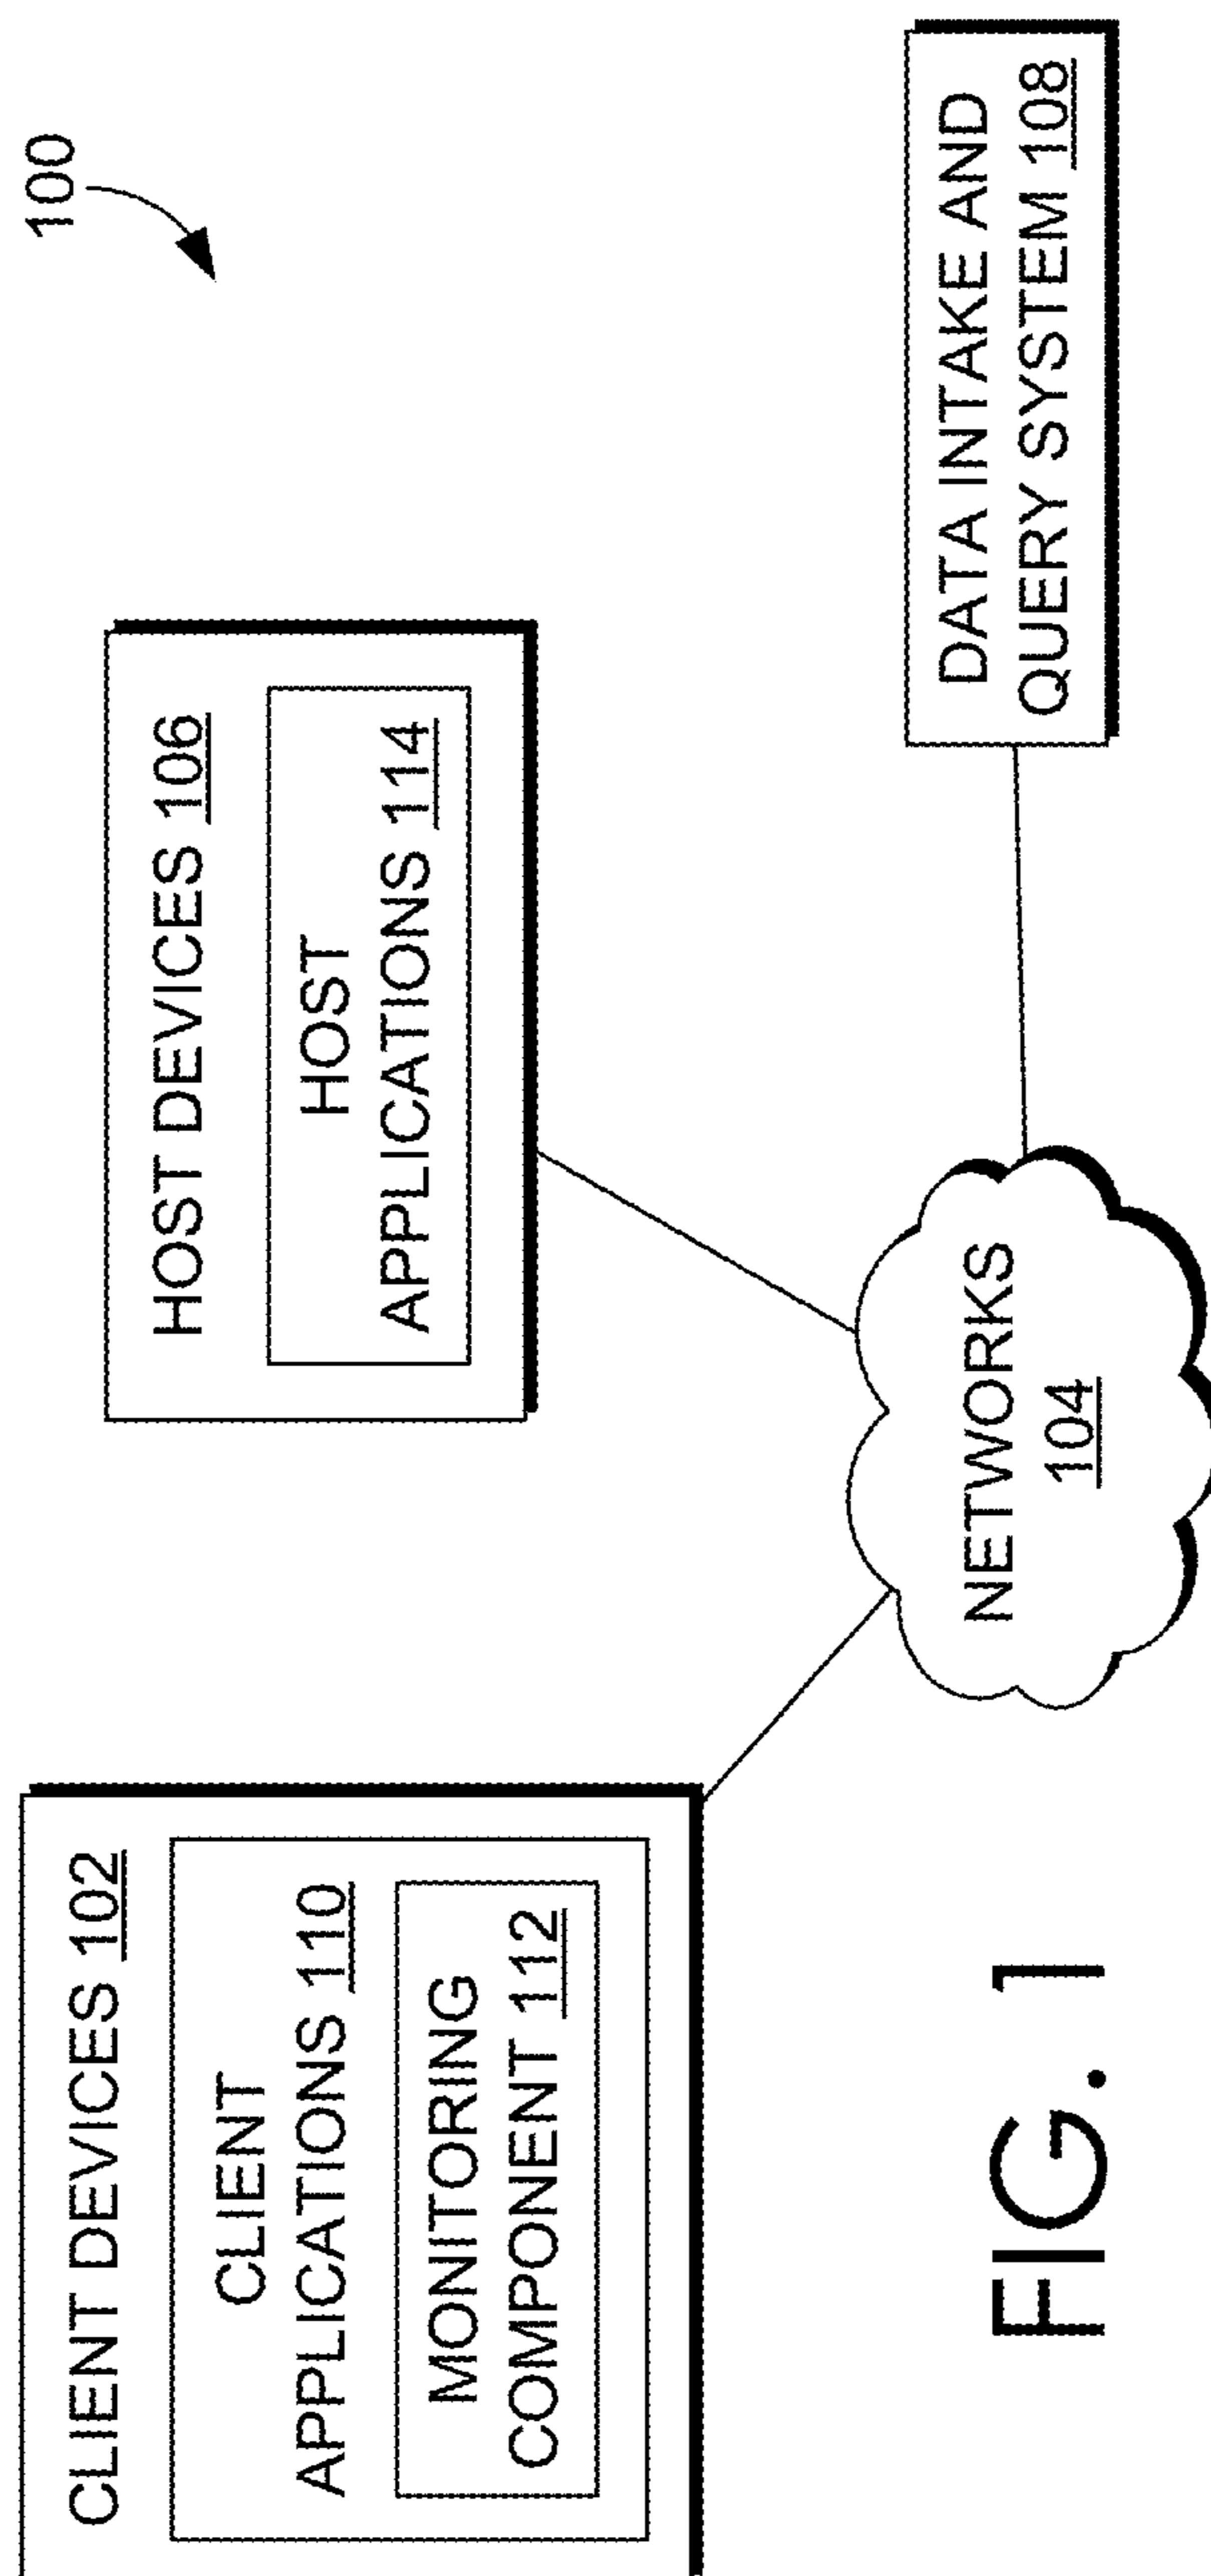 100
CLIENT DEVICES 102
CLIENT
APPLICATIONS 110
MONITORING
COMPONENT 112
HOST DEVICES 106
HOST
APPLICATIONS 114
NETWORKS
104
DATA INTAKE AND
QUERY SYSTEM 108
FIG. 1